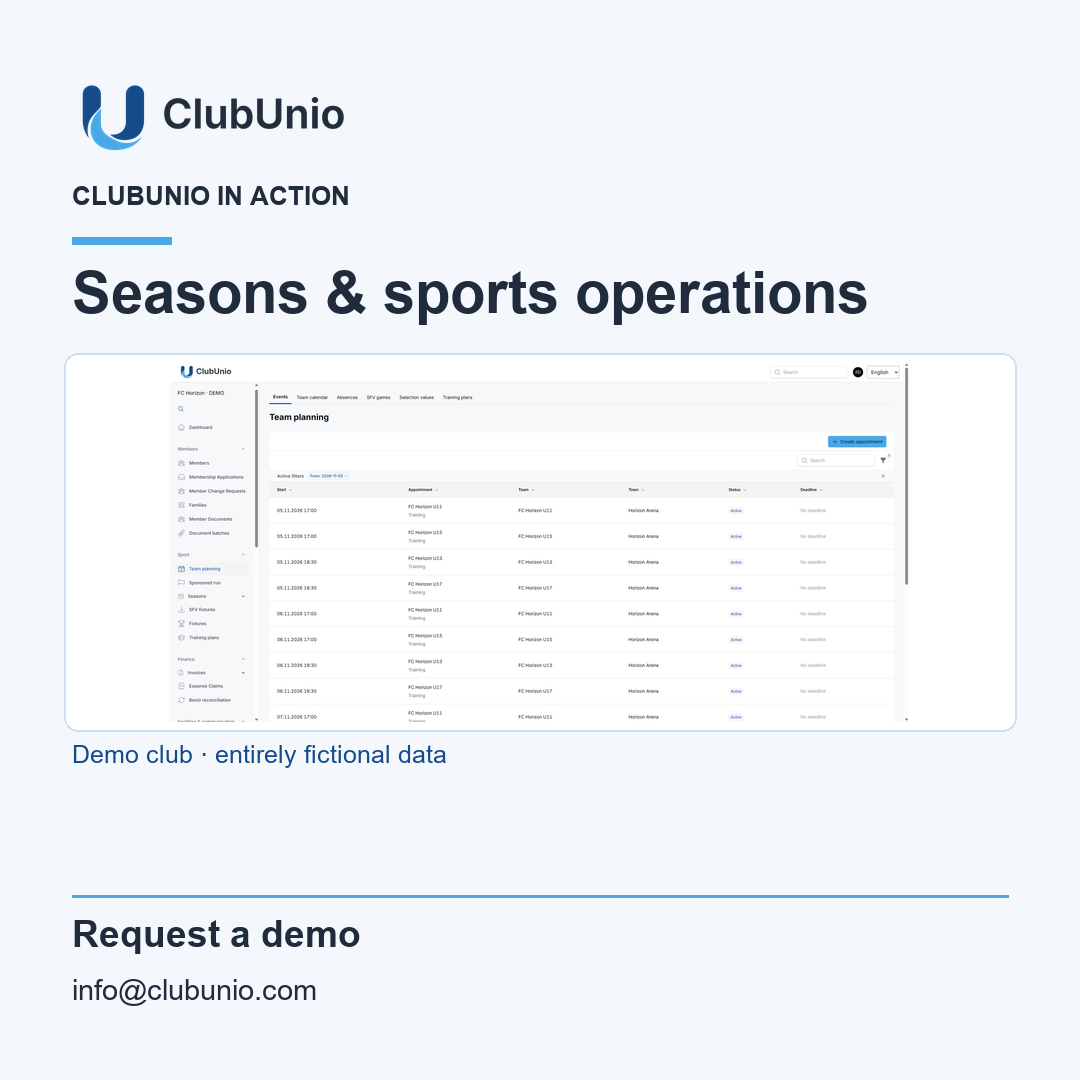 ClubUnio
CLUBUNIO IN ACTION
Seasons & sports operations
ClubUnio
Search
FD
English
FC Horizon - DEMO
Dashboard
Members
Members
Membership Applications
Member Change Requests
Families
Member Documents
Document batches
Sport
Team planning
Sponsored run
Seasons
SFV fixtures
Fixtures
Training plans
Finance
Invoices
Expense Claims
Bexio reconciliation
Events Team calendar Absences SFV games Selection values Training plans
Team planning
+ Create appointment
Search
Active filters From: 2026-11-05 ×
Start Appointment Team Town Status Deadline
05.11.2026 17:00 FC Horizon U11 FC Horizon U11 Horizon Arena Active No deadline
Training
05.11.2026 17:00 FC Horizon U15 FC Horizon U15 Horizon Arena Active No deadline
Training
05.11.2026 18:30 FC Horizon U13 FC Horizon U13 Horizon Arena Active No deadline
Training
05.11.2026 18:30 FC Horizon U17 FC Horizon U17 Horizon Arena Active No deadline
Training
06.11.2026 17:00 FC Horizon U11 FC Horizon U11 Horizon Arena Active No deadline
Training
06.11.2026 17:00 FC Horizon U15 FC Horizon U15 Horizon Arena Active No deadline
Training
06.11.2026 18:30 FC Horizon U13 FC Horizon U13 Horizon Arena Active No deadline
Training
06.11.2026 18:30 FC Horizon U17 FC Horizon U17 Horizon Arena Active No deadline
Training
07.11.2026 17:00 FC Horizon U11 FC Horizon U11 Horizon Arena Active No deadline
Training
Demo club · entirely fictional data
Request a demo
info@clubunio.com